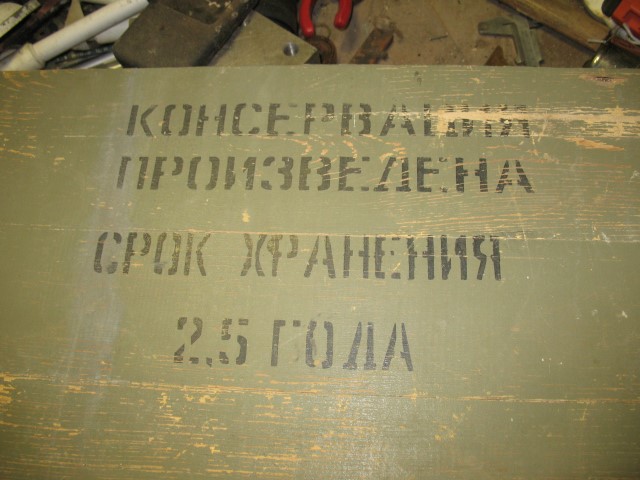 КОНСЕРВАЦИЯ
ПРОИЗВЕДЕНА
СРОК ХРАНЕНИЯ
2,5 ГОДА